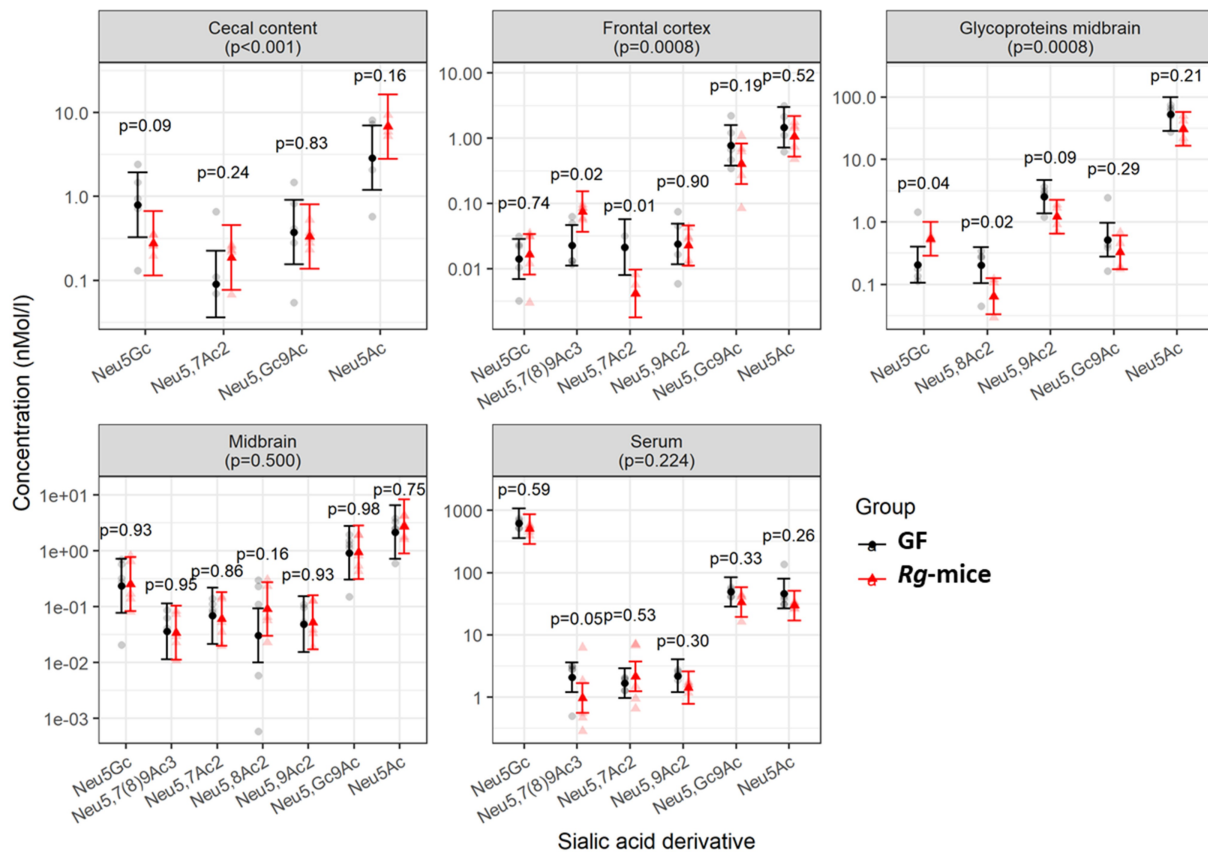 Cecal content
(p<0.001)
Frontal cortex
(p=0.0008)
Glycoproteins midbrain
(p=0.0008)
p=0.09
p=0.24
p=0.83
p=0.16
10.0
1.0
0.1
Neu5Gc
Neu5,7Ac2
Neu5,Gc9Ac
Neu5Ac
p=0.74
p=0.02
p=0.01
p=0.90
p=0.19
p=0.52
10.00
1.00
0.10
0.01
Neu5Gc
Neu5,7(8)9Ac3
Neu5,7Ac2
Neu5,9Ac2
Neu5,Gc9Ac
Neu5Ac
p=0.04
p=0.02
p=0.09
p=0.29
p=0.21
100.0
10.0
1.0
0.1
Neu5Gc
Neu5,8Ac2
Neu5,9Ac2
Neu5,Gc9Ac
Neu5Ac
Concentration (nMol/l)
Midbrain
(p=0.500)
Serum
(p=0.224)
p=0.93
p=0.95
p=0.86
p=0.16
p=0.93
p=0.98
p=0.75
1e+01
1e+00
1e-01
1e-02
1e-03
Neu5Gc
Neu5,7(8)9Ac3
Neu5,7Ac2
Neu5,8Ac2
Neu5,9Ac2
Neu5,Gc9Ac
Neu5Ac
p=0.59
p=0.05
p=0.53
p=0.30
p=0.33
p=0.26
1000
100
10
1
Neu5Gc
Neu5,7(8)9Ac3
Neu5,7Ac2
Neu5,9Ac2
Neu5,Gc9Ac
Neu5Ac
Group
a GF
a Rg-mice
Sialic acid derivative